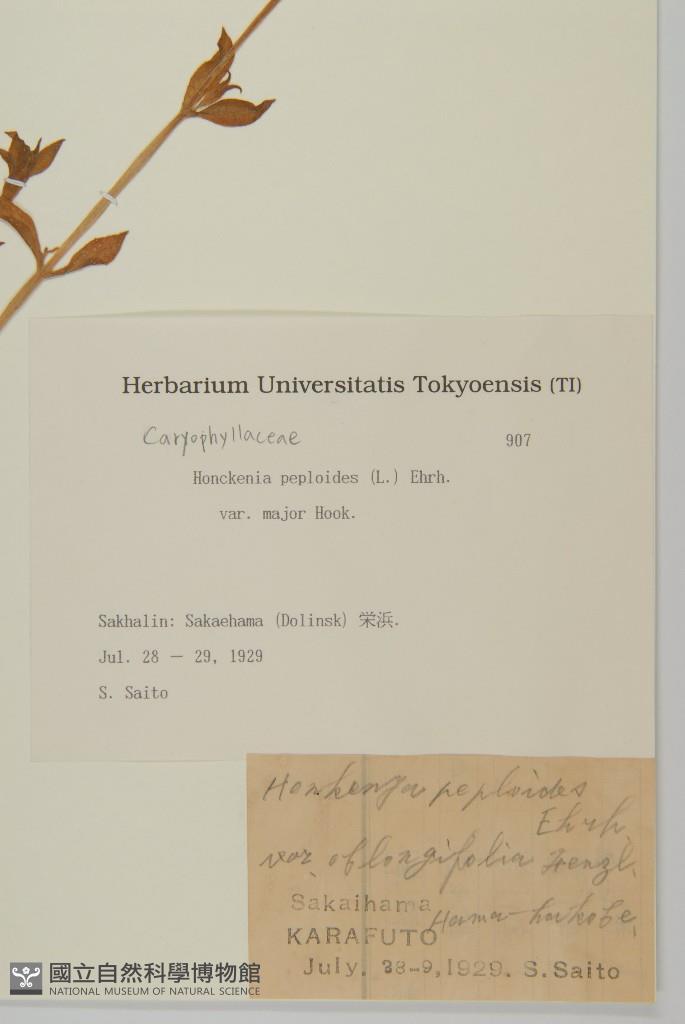 Herbarium Universitatis Tokyoensis (TI)
Caryophyllaceae 907
Honckenia peploides (L.) Ehrh.
var. major Hook.
Sakhalin: Sakaehama (Dolinsk) 栄浜.
Jul. 28 — 29, 1929
S. Saito
Honkenya peploides
Ehrh.
var. oblongifolia Fenzl.
Sakaihama
Hama-hakobe,
KARAFUTO
July. 28-9, 1929. S. Saito
國立自然科學博物館
NATIONAL MUSEUM OF NATURAL SCIENCE